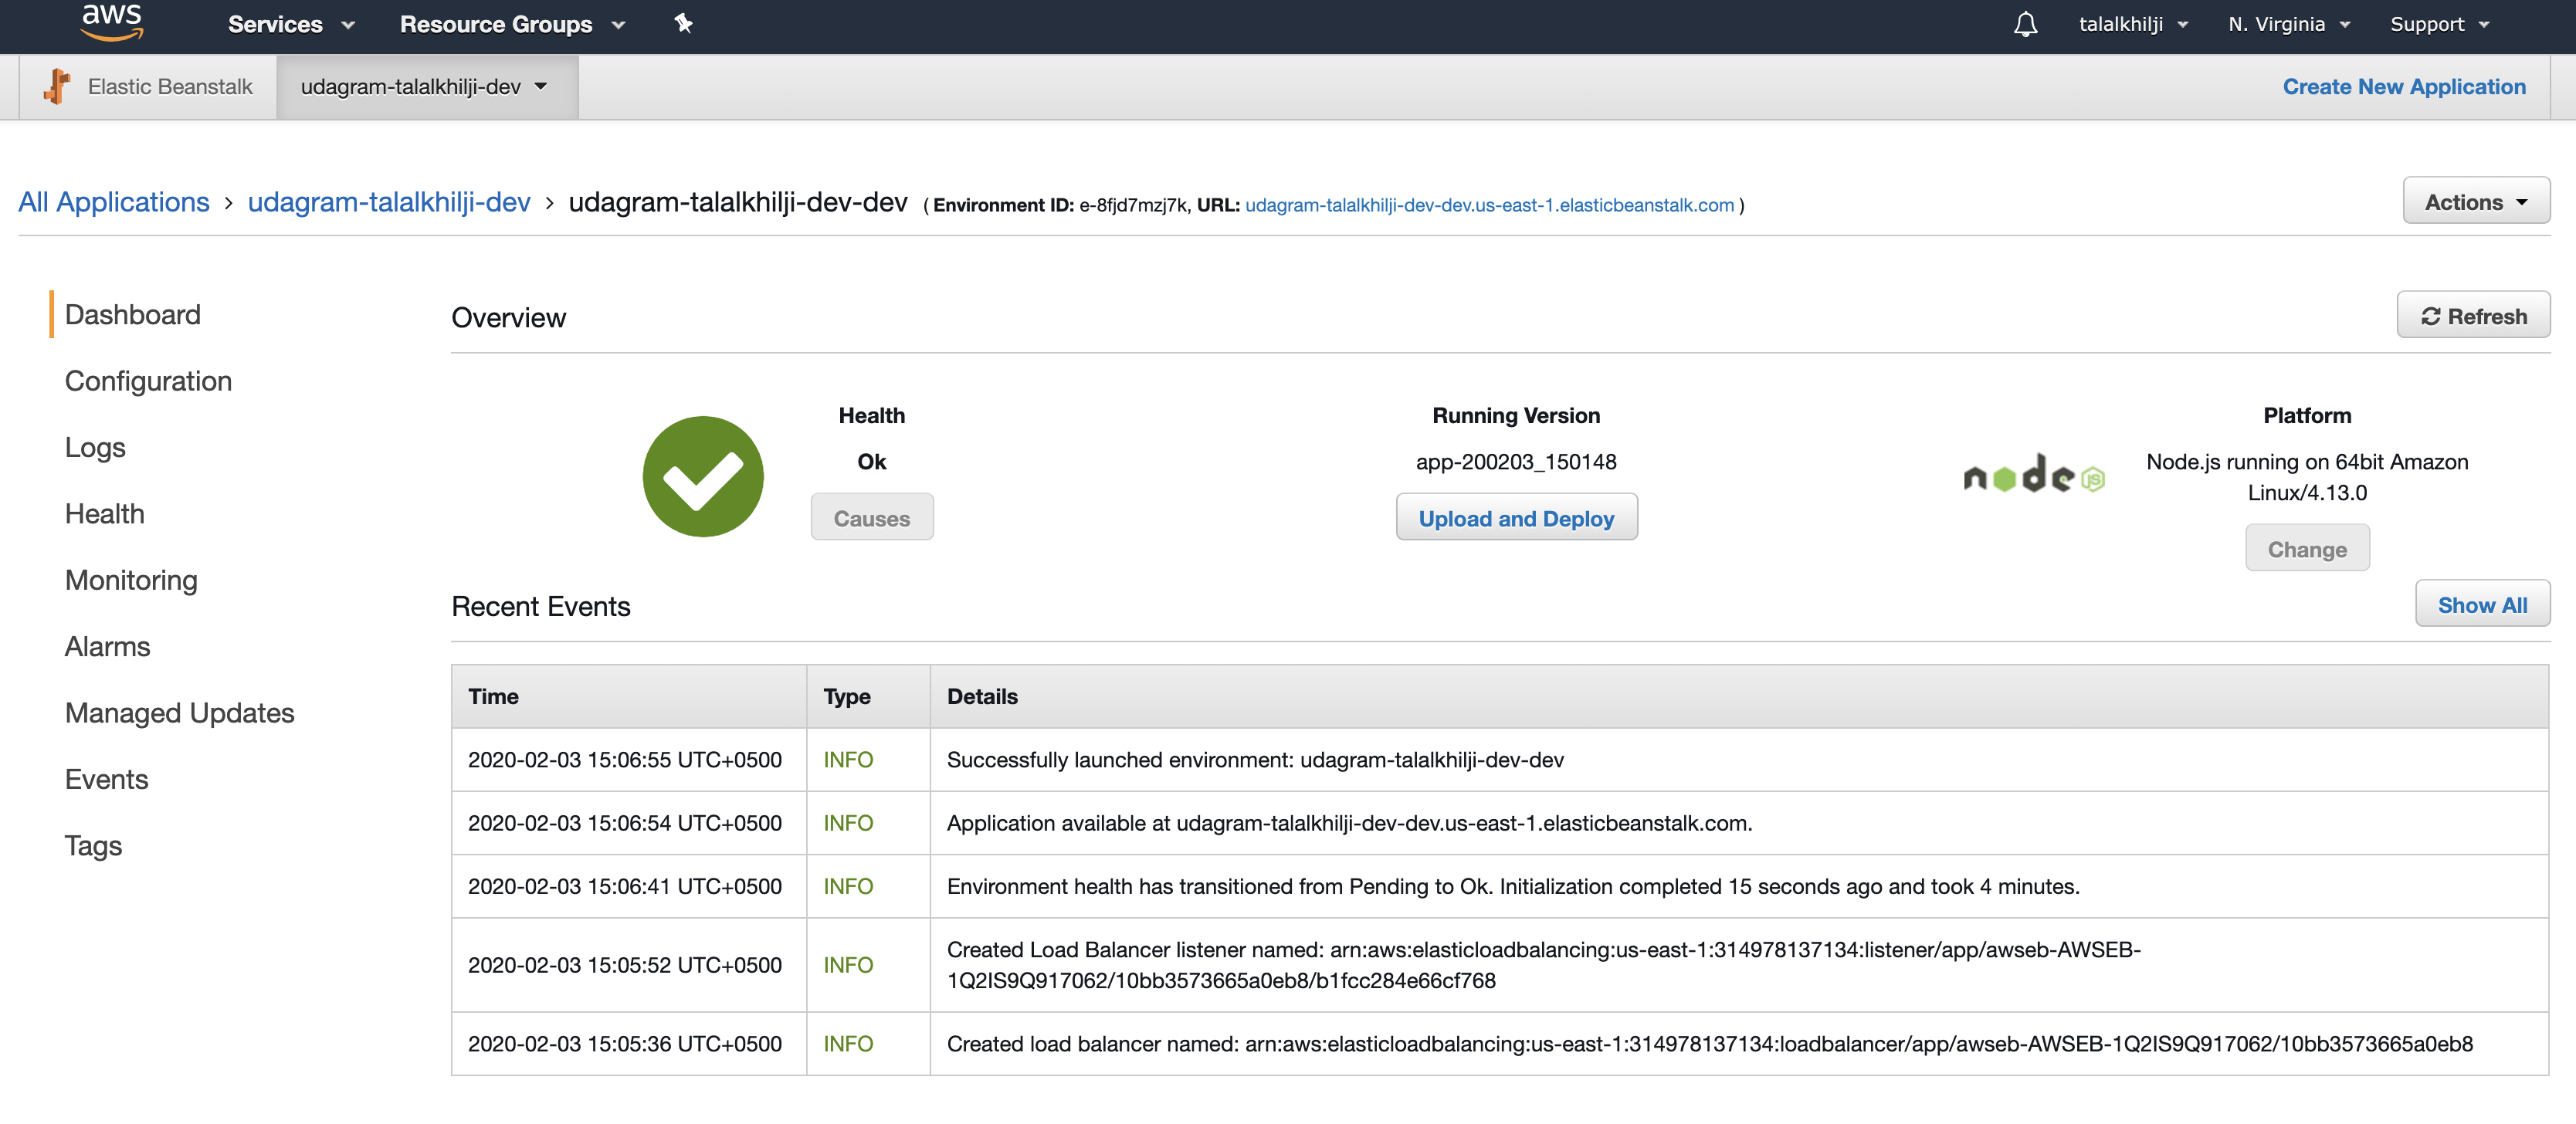 aws Services Resource Groups talalkhilji N. Virginia Support
Elastic Beanstalk udagram-talalkhilji-dev Create New Application
All Applications › udagram-talalkhilji-dev › udagram-talalkhilji-dev-dev ( Environment ID: e-8fjd7mzj7k, URL: udagram-talalkhilji-dev-dev.us-east-1.elasticbeanstalk.com ) Actions
Dashboard
Configuration
Logs
Health
Monitoring
Alarms
Managed Updates
Events
Tags
Overview Refresh
Health
Ok
Causes
Running Version
app-200203_150148
Upload and Deploy
node JS
Platform
Node.js running on 64bit Amazon
Linux/4.13.0
Change
Recent Events Show All
Time Type Details
2020-02-03 15:06:55 UTC+0500 INFO Successfully launched environment: udagram-talalkhilji-dev-dev
2020-02-03 15:06:54 UTC+0500 INFO Application available at udagram-talalkhilji-dev-dev.us-east-1.elasticbeanstalk.com.
2020-02-03 15:06:41 UTC+0500 INFO Environment health has transitioned from Pending to Ok. Initialization completed 15 seconds ago and took 4 minutes.
2020-02-03 15:05:52 UTC+0500 INFO Created Load Balancer listener named: arn:aws:elasticloadbalancing:us-east-1:314978137134:listener/app/awseb-AWSEB-
1Q2IS9Q917062/10bb3573665a0eb8/b1fcc284e66cf768
2020-02-03 15:05:36 UTC+0500 INFO Created load balancer named: arn:aws:elasticloadbalancing:us-east-1:314978137134:loadbalancer/app/awseb-AWSEB-1Q2IS9Q917062/10bb3573665a0eb8